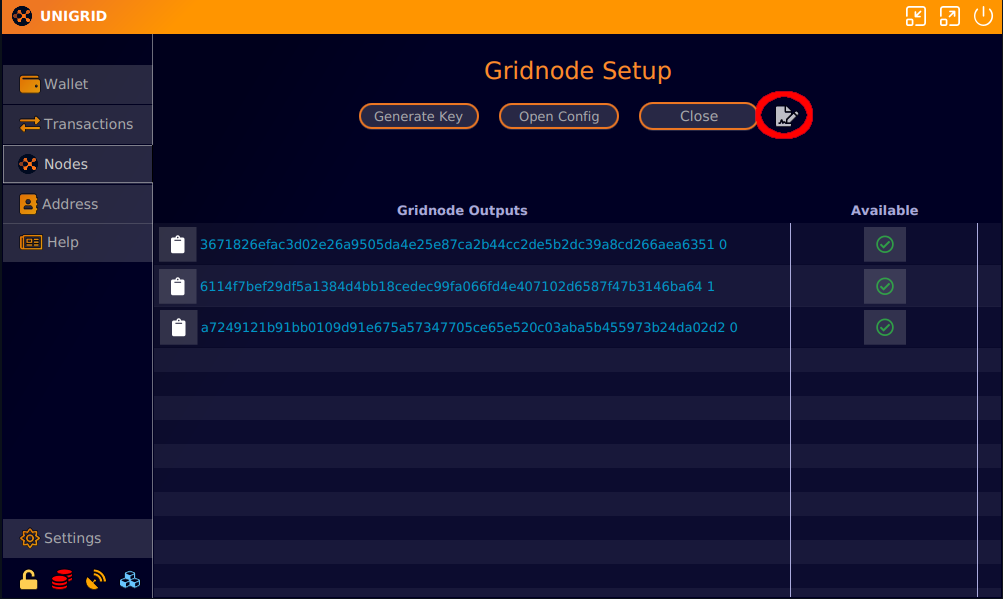 UNIGRID
Gridnode Setup
Wallet
Generate Key Open Config Close
Transactions
Nodes
Address
Gridnode Outputs Available
Help
3671826efac3d02e26a9505da4e25e87ca2b44cc2de5b2dc39a8cd266aea6351 0
6114f7bef29df5a1384d4bb18cedec99fa066fd4e407102d6587f47b3146ba64 1
a7249121b91bb0109d91e675a57347705ce65e520c03aba5b455973b24da02d2 0
Settings